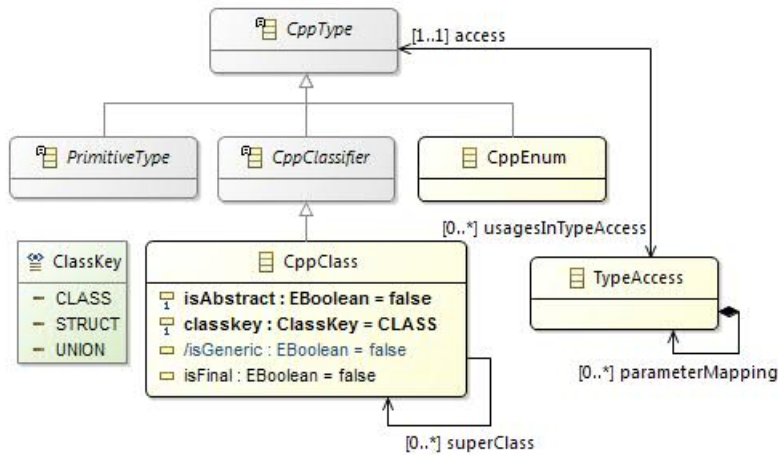 CppType
[1..1] access
PrimitiveType
CppClassifier
CppEnum
[0..*] usagesInTypeAccess
ClassKey
CLASS
STRUCT
UNION
CppClass
isAbstract : EBoolean = false
classkey : ClassKey = CLASS
/isGeneric : EBoolean = false
isFinal : EBoolean = false
TypeAccess
[0..*] parameterMapping
[0..*] superClass